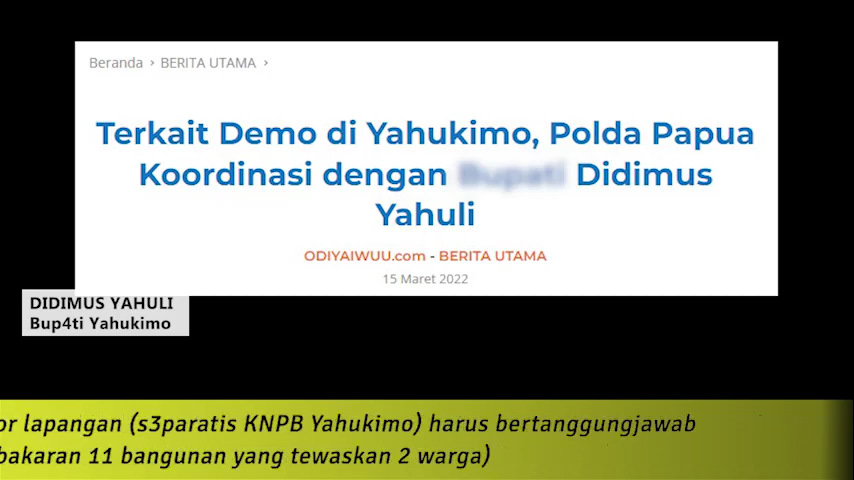 Beranda › BERITA UTAMA ›
Terkait Demo di Yahukimo, Polda Papua
Koordinasi dengan Bupati Didimus
Yahuli
ODIYAIWUU.com - BERITA UTAMA
15 Maret 2022
DIDIMUS YAHULI
Bup4ti Yahukimo
or lapangan (s3paratis KNPB Yahukimo) harus bertanggungjawab
bakaran 11 bangunan yang tewaskan 2 warga)